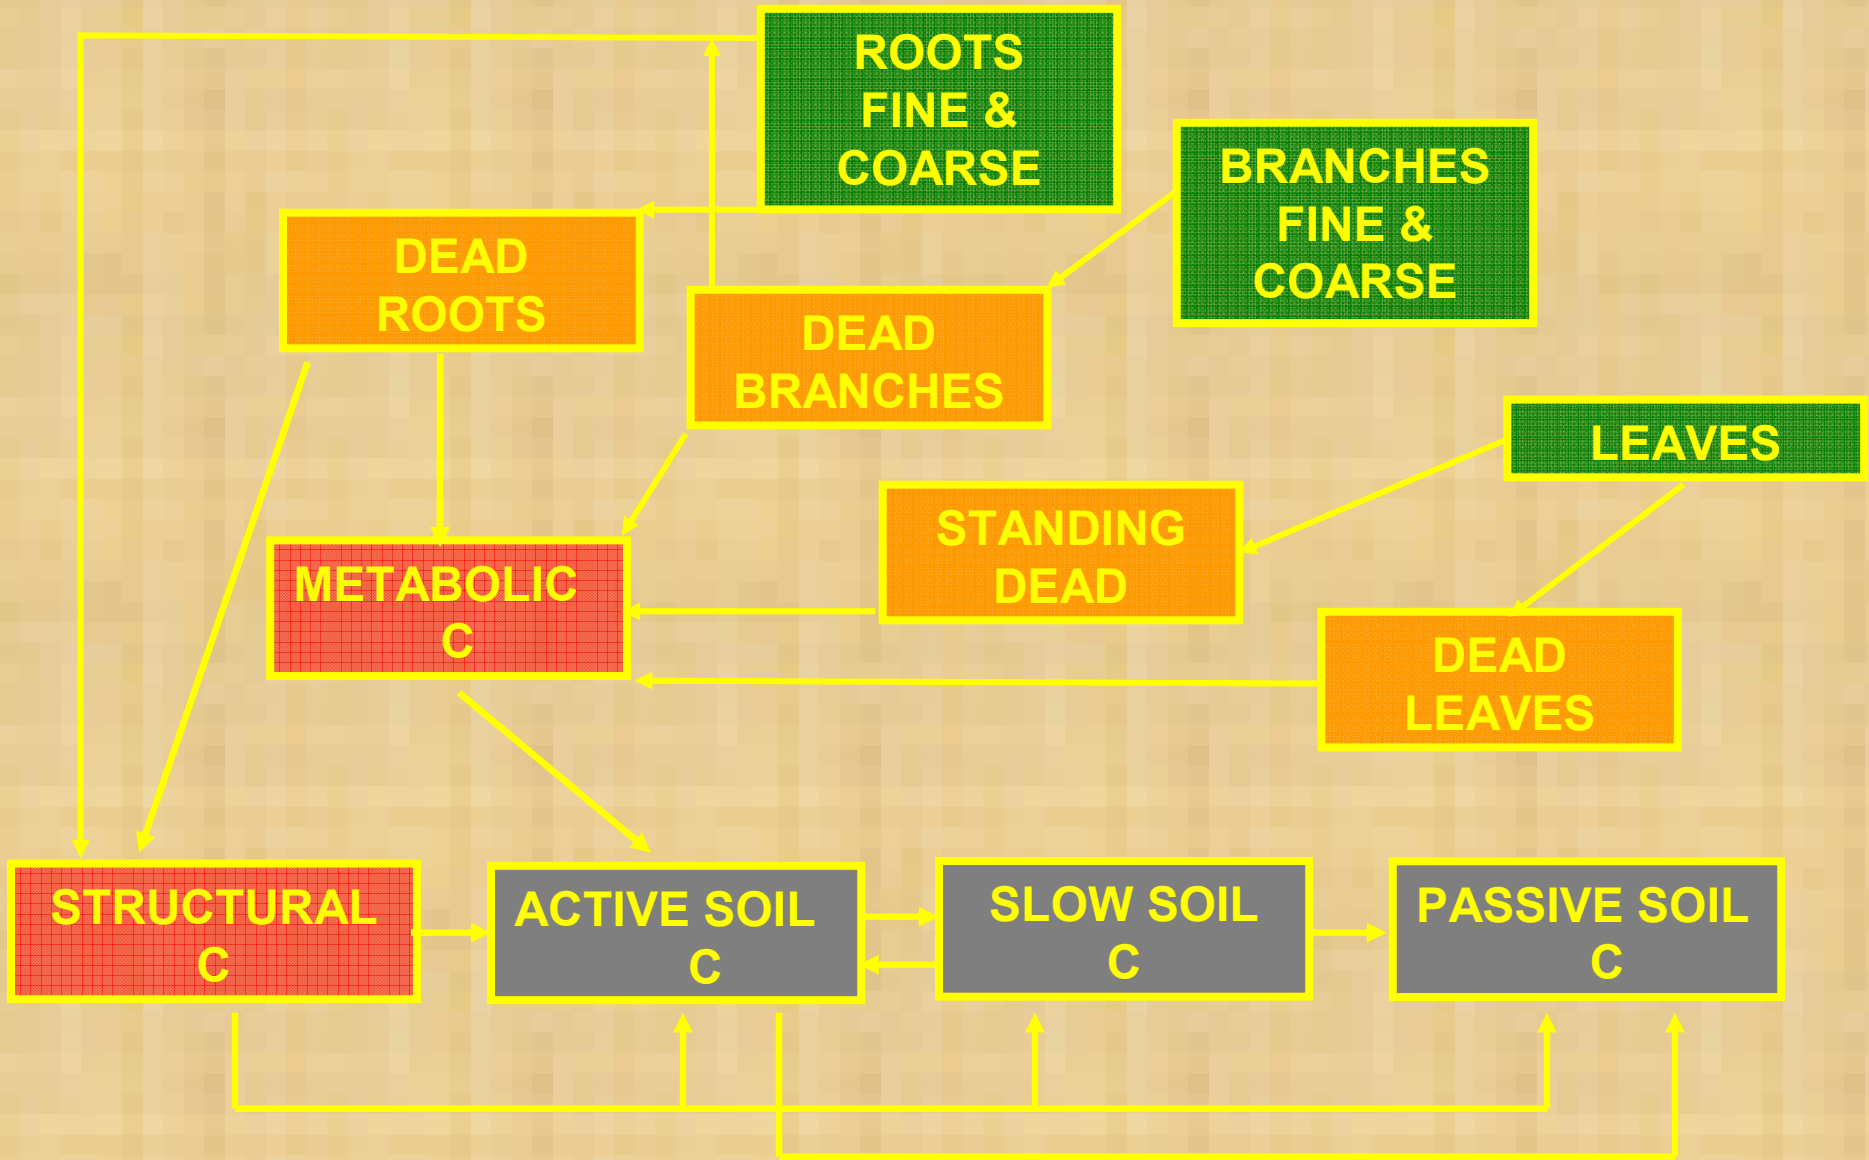 ROOTS
FINE &
COARSE
BRANCHES
FINE &
COARSE
DEAD
ROOTS
DEAD
BRANCHES
LEAVES
STANDING
DEAD
METABOLIC
C
DEAD
LEAVES
STRUCTURAL
C
ACTIVE SOIL
C
SLOW SOIL
C
PASSIVE SOIL
C